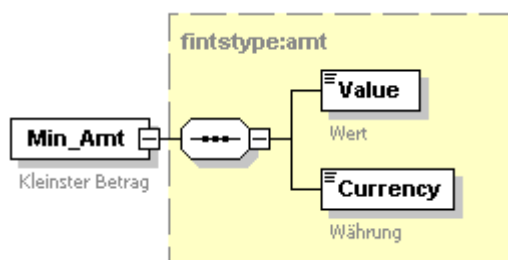 fintstype:amt
Value
Wert
Min_Amt
Kleinster Betrag
Currency
Währung